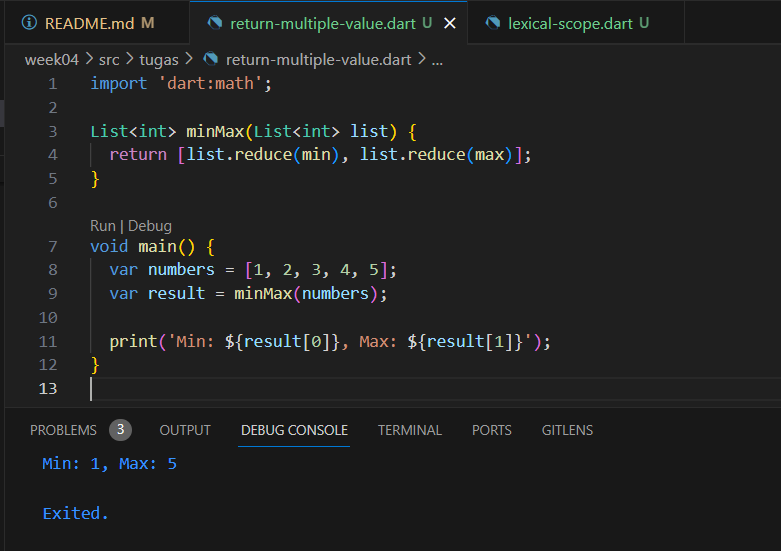 README.md M return-multiple-value.dart U lexical-scope.dart U
week04 > src > tugas > return-multiple-value.dart > ...
1 import 'dart:math';
2
3 List<int> minMax(List<int> list) {
4 return [list.reduce(min), list.reduce(max)];
5 }
6
Run | Debug
7 void main() {
8 var numbers = [1, 2, 3, 4, 5];
9 var result = minMax(numbers);
10
11 print('Min: ${result[0]}, Max: ${result[1]}');
12 }
13
PROBLEMS 3 OUTPUT DEBUG CONSOLE TERMINAL PORTS GITLENS
Min: 1, Max: 5
Exited.